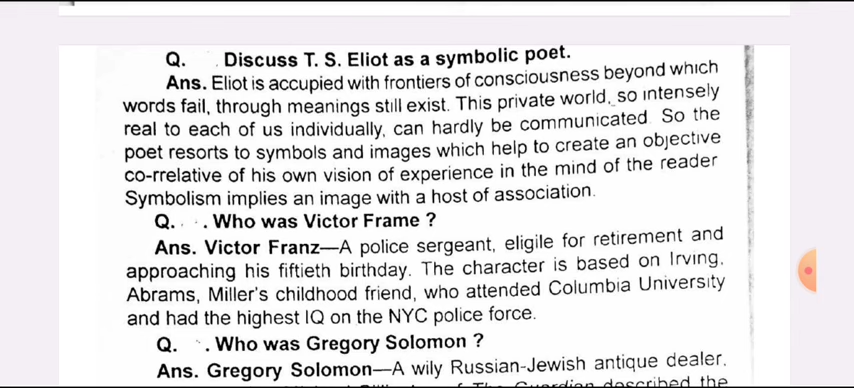 Q. . Discuss T. S. Eliot as a symbolic poet.
Ans. Eliot is accupied with frontiers of consciousness beyond which
words fail, through meanings still exist. This private world, so intensely
real to each of us individually, can hardly be communicated. So the
poet resorts to symbols and images which help to create an objective
co-rrelative of his own vision of experience in the mind of the reader
Symbolism implies an image with a host of association.
Q. . . Who was Victor Frame ?
Ans. Victor Franz—A police sergeant, eligile for retirement and
approaching his fiftieth birthday. The character is based on Irving,
Abrams, Miller's childhood friend, who attended Columbia University
and had the highest IQ on the NYC police force.
Q. . Who was Gregory Solomon ?
Ans. Gregory Solomon—A wily Russian-Jewish antique dealer,
The Guardian described the